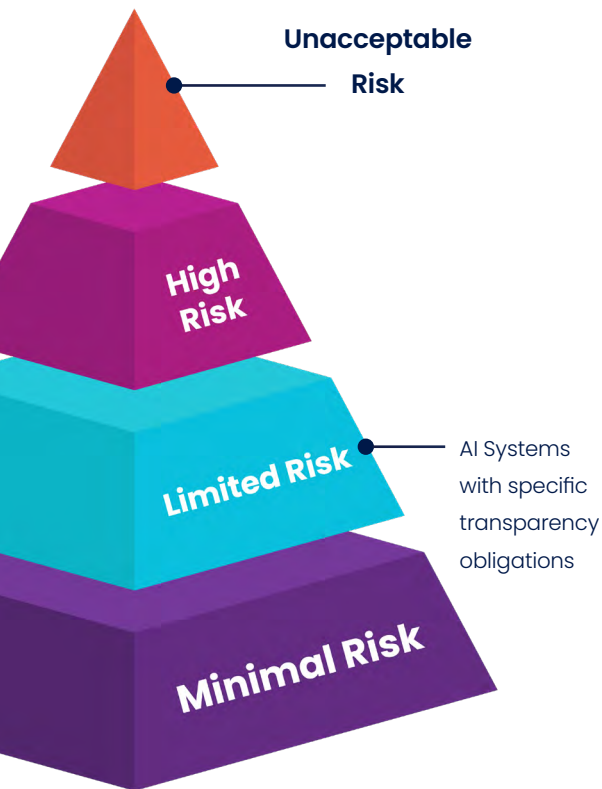 Unacceptable
Risk
High
Risk
Limited Risk
AI Systems
with specific
transparency
obligations
Minimal Risk